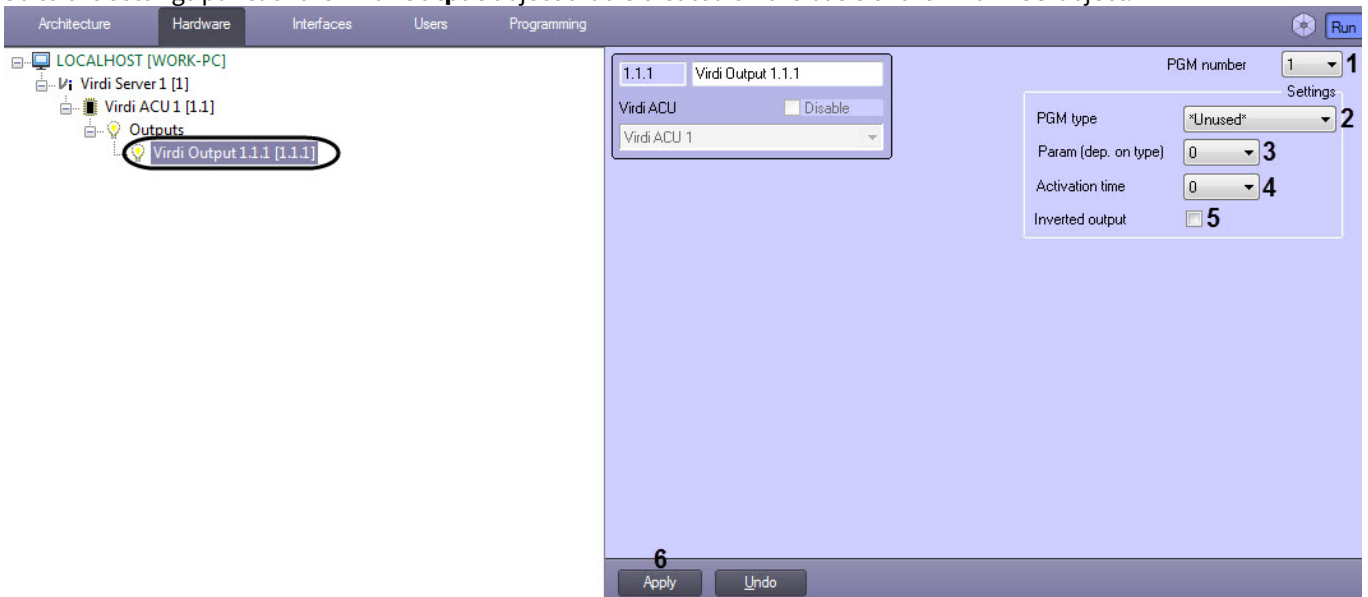 Architecture Hardware Interfaces Users Programming Run
LOCALHOST [WORK-PC]
Virdi Server 1 [1]
Virdi ACU 1 [1.1]
Outputs
Virdi Output 1.1.1 [1.1.1]
1.1.1 Virdi Output 1.1.1
Virdi ACU Disable
Virdi ACU 1
PGM number 1 1
Settings
PGM type *Unused* 2
Param (dep. on type) 0 3
Activation time 0 4
Inverted output 5
6
Apply Undo